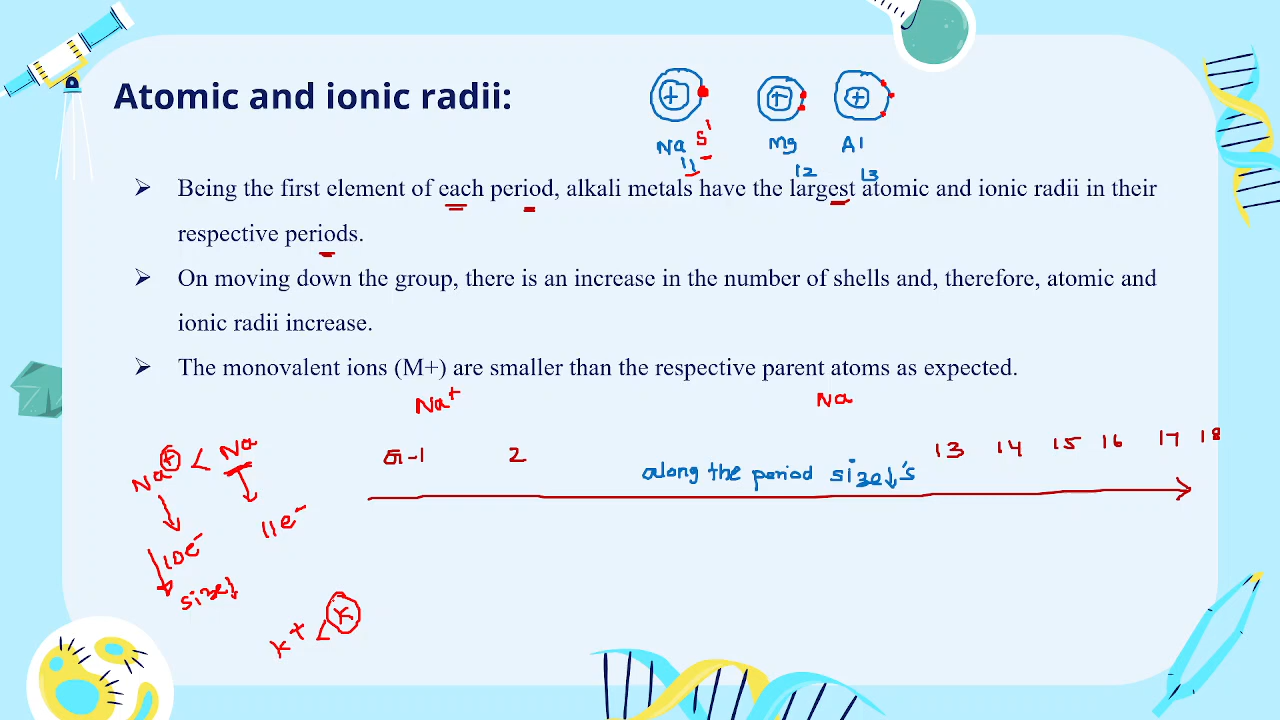 Atomic and ionic radii:
+ + +
Na s¹ Mg Al
11 12 13
Being the first element of each period, alkali metals have the largest atomic and ionic radii in their
respective periods.
On moving down the group, there is an increase in the number of shells and, therefore, atomic and
ionic radii increase.
The monovalent ions (M+) are smaller than the respective parent atoms as expected.
Na+ Na
Na+ < Na
G-1 2 13 14 15 16 17 18
along the period size↓'s
10e- 11e-
size↓
K+ < K